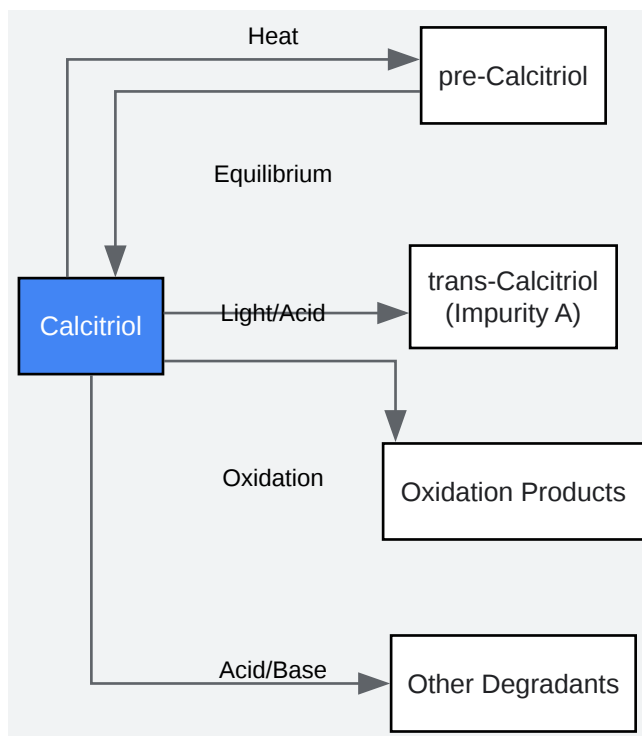 Heat
pre-Calcitriol
Equilibrium
trans-Calcitriol
(Impurity A)
Calcitriol
Light/Acid
Oxidation
Oxidation Products
Acid/Base
Other Degradants